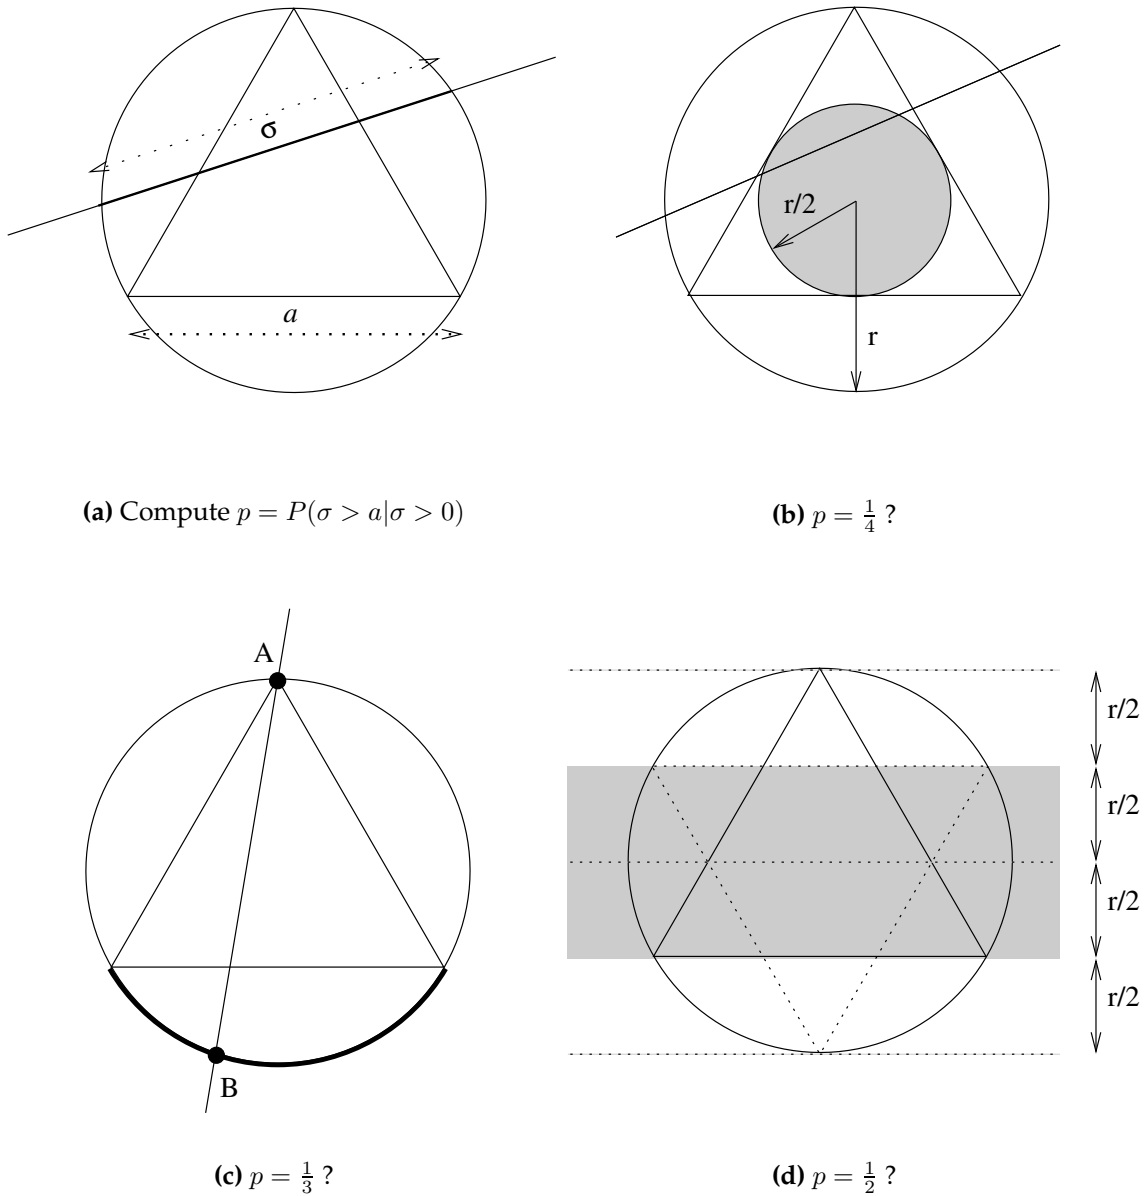 σ
a
r/2
r
(a) Compute p = P(σ > a|σ > 0)
(b) p = 1/4 ?
A
B
r/2
r/2
r/2
r/2
(c) p = 1/3 ?
(d) p = 1/2 ?